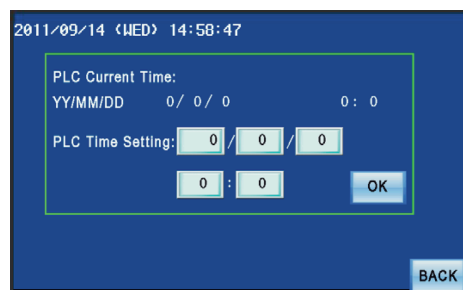 2011/09/14 (WED) 14:58:47
PLC Current Time:
YY/MM/DD 0/ 0/ 0 0: 0
PLC Time Setting: 0 / 0 / 0
0 : 0 OK
BACK